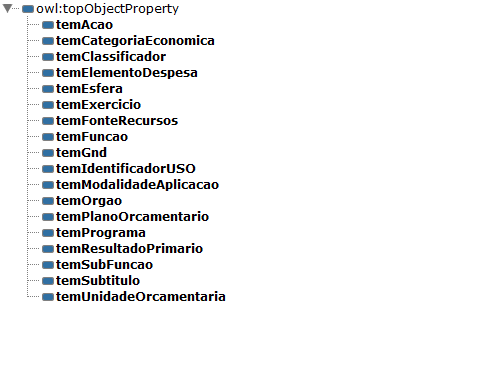 owl:topObjectProperty
temAcao
temCategoriaEconomica
temClassificador
temElementoDespesa
temEsfera
temExercicio
temFonteRecursos
temFuncao
temGnd
temIdentificadorUSO
temModalidadeAplicacao
temOrgao
temPlanoOrcamentario
temPrograma
temResultadoPrimario
temSubFuncao
temSubtitulo
temUnidadeOrcamentaria